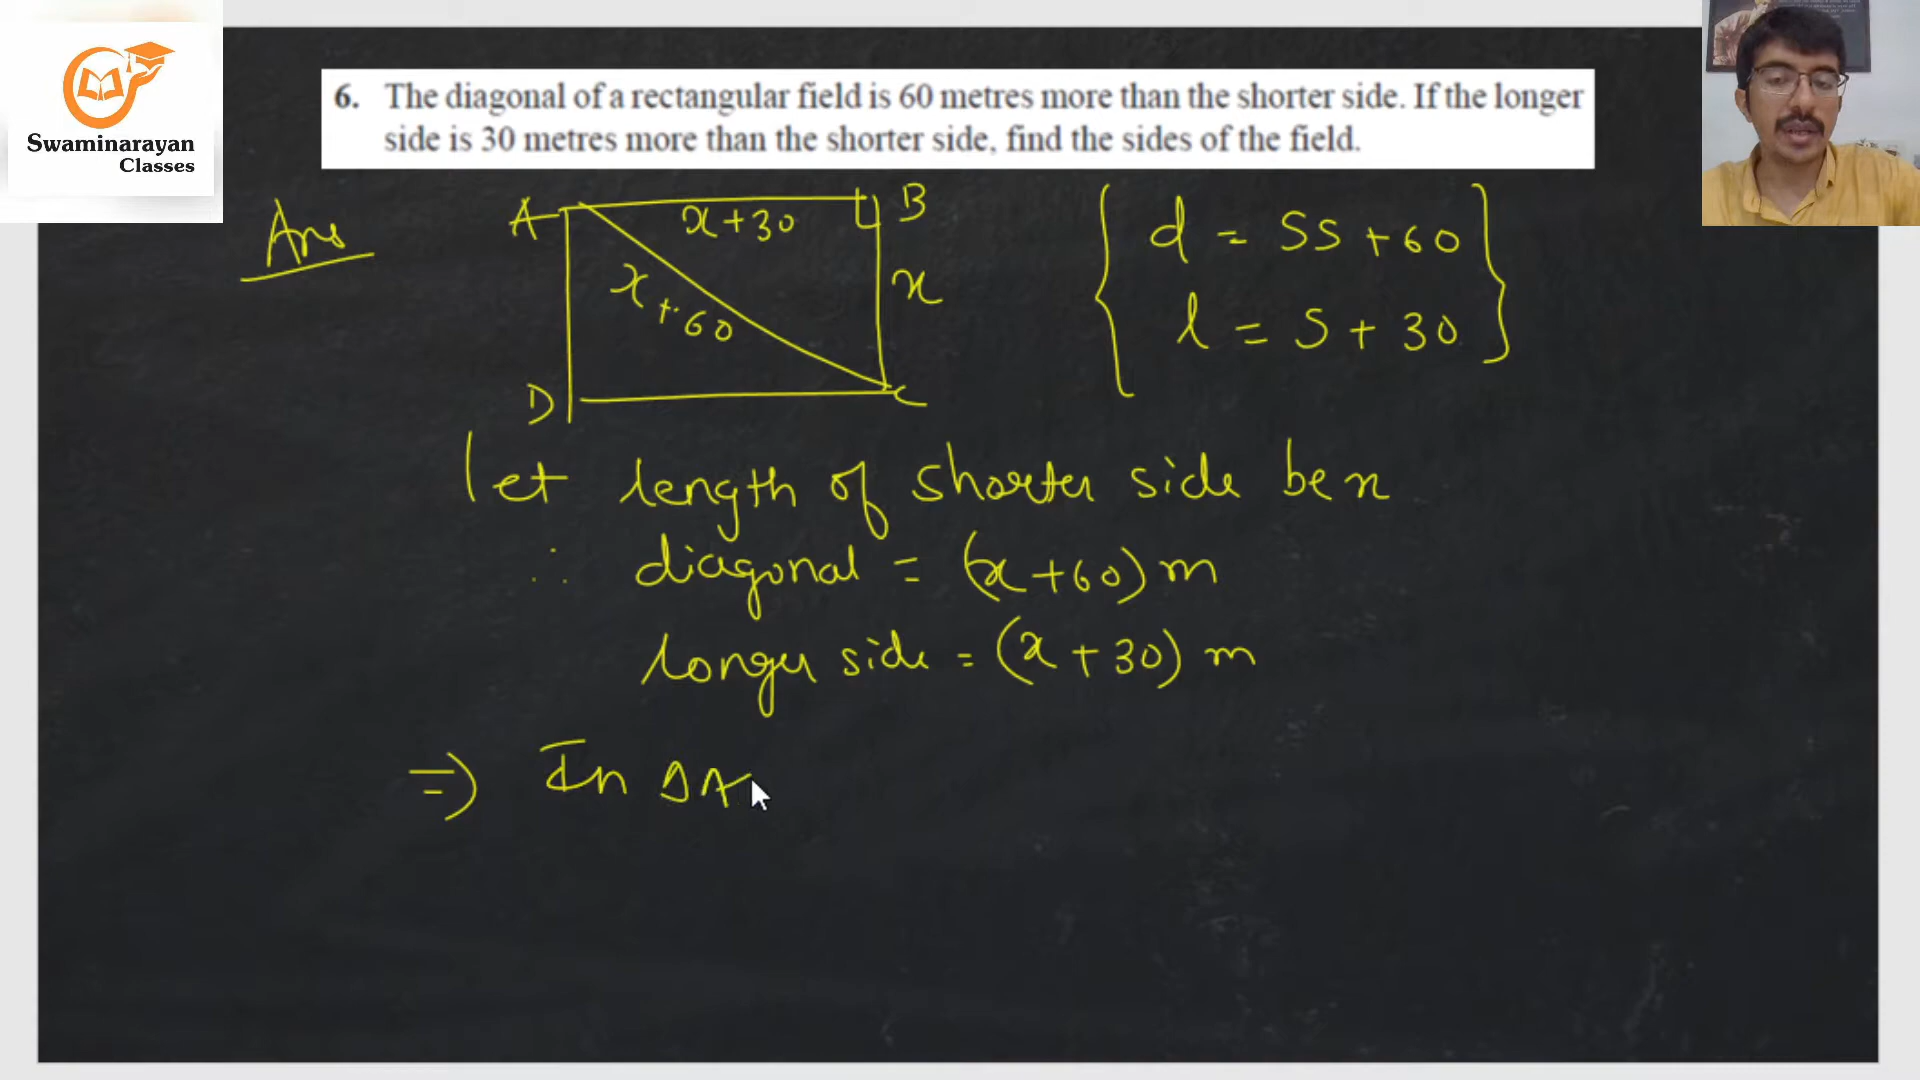 Swaminarayan
Classes
6. The diagonal of a rectangular field is 60 metres more than the shorter side. If the longer
side is 30 metres more than the shorter side, find the sides of the field.
Ans
A
x+30
B
x
x+60
D
C
d = SS +60
l = S + 30
let length of shorter side be x
∴ diagonal = (x+60) m
longer side = (x + 30) m
=) In ΔA